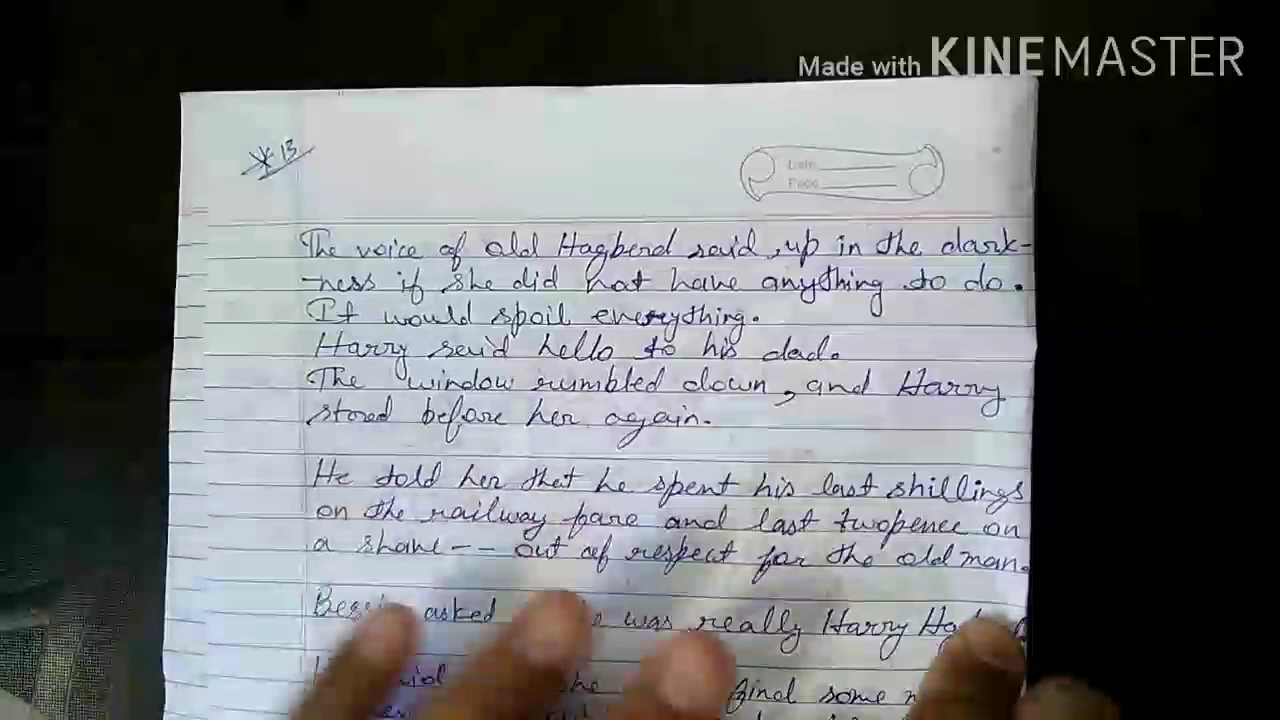 Made with KINEMASTER
* 13
Date
Page
The voice of old Hagberd said, up in the dark-
-ness if she did not have anything to do.
It would spoil everything.
Harry said hello to his dad.
The window rumbled down, and Harry
stood before her again.
He told her that he spent his last shillings
on the railway fare and last twopence on
a shave -- out of respect for the old man.
asked was really Harry
she find some